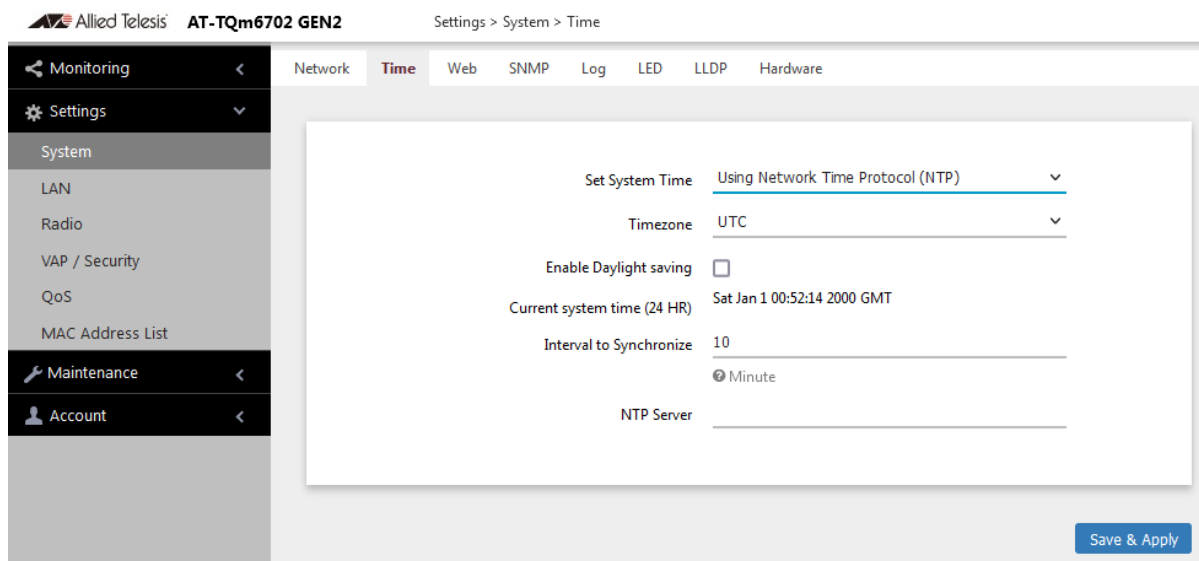 Allied Telesis AT-TQm6702 GEN2 Settings > System > Time
Monitoring
Network Time Web SNMP Log LED LLDP Hardware
Settings
System
LAN
Radio
VAP / Security
QoS
MAC Address List
Maintenance
Account
Set System Time Using Network Time Protocol (NTP)
Timezone UTC
Enable Daylight saving
Current system time (24 HR) Sat Jan 1 00:52:14 2000 GMT
Interval to Synchronize 10
Minute
NTP Server
Save & Apply